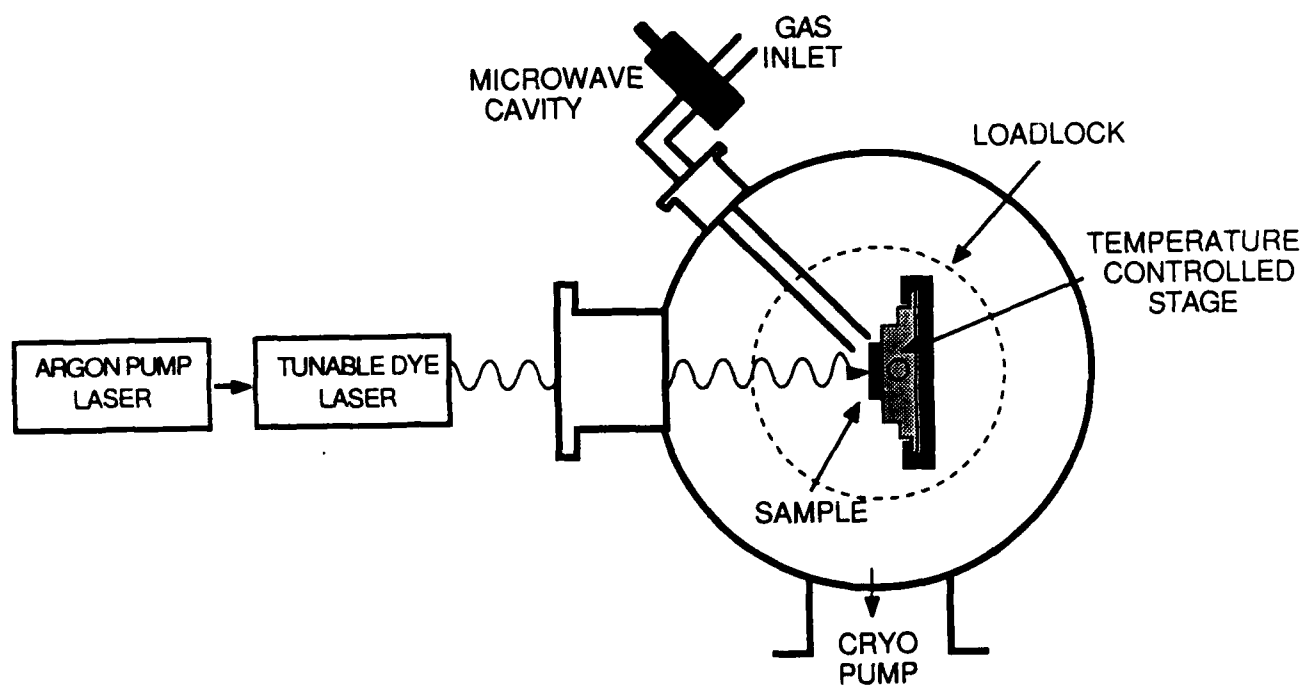 GAS
INLET
MICROWAVE
CAVITY
LOADLOCK
TEMPERATURE
CONTROLLED
STAGE
ARGON PUMP
LASER
TUNABLE DYE
LASER
SAMPLE
CRYO
PUMP